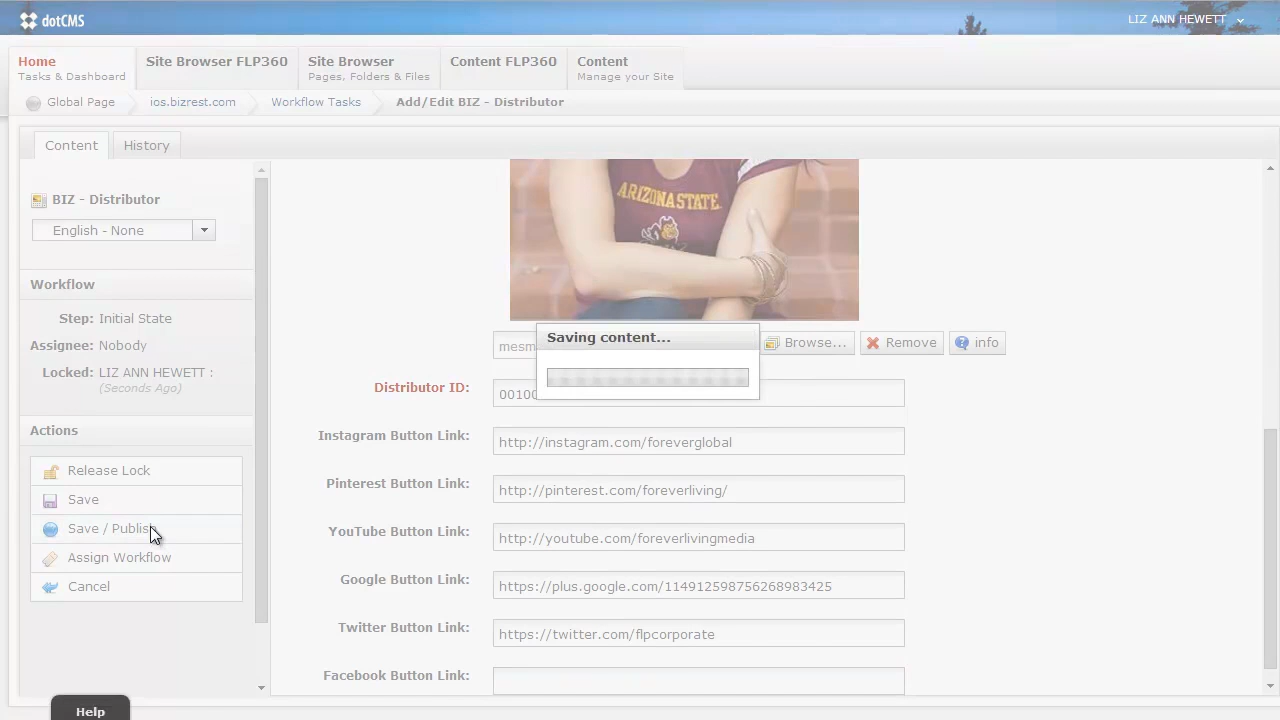 dotCMS
LIZ ANN HEWETT
Home
Tasks & Dashboard
Site Browser FLP360
Site Browser
Pages, Folders & Files
Content FLP360
Content
Manage your Site
Global Page
ios.bizrest.com
Workflow Tasks
Add/Edit BIZ - Distributor
Content
History
BIZ - Distributor
English - None
Workflow
Step: Initial State
Assignee: Nobody
Locked: LIZ ANN HEWETT :
(Seconds Ago)
Actions
Release Lock
Save
Save / Publish
Assign Workflow
Cancel
Help
ARIZONA STATE
Saving content...
Browse...
Remove
info
Distributor ID:
Instagram Button Link: http://instagram.com/foreverglobal
Pinterest Button Link: http://pinterest.com/foreverliving/
YouTube Button Link: http://youtube.com/foreverlivingmedia
Google Button Link: https://plus.google.com/114912598756268983425
Twitter Button Link: https://twitter.com/flpcorporate
Facebook Button Link: